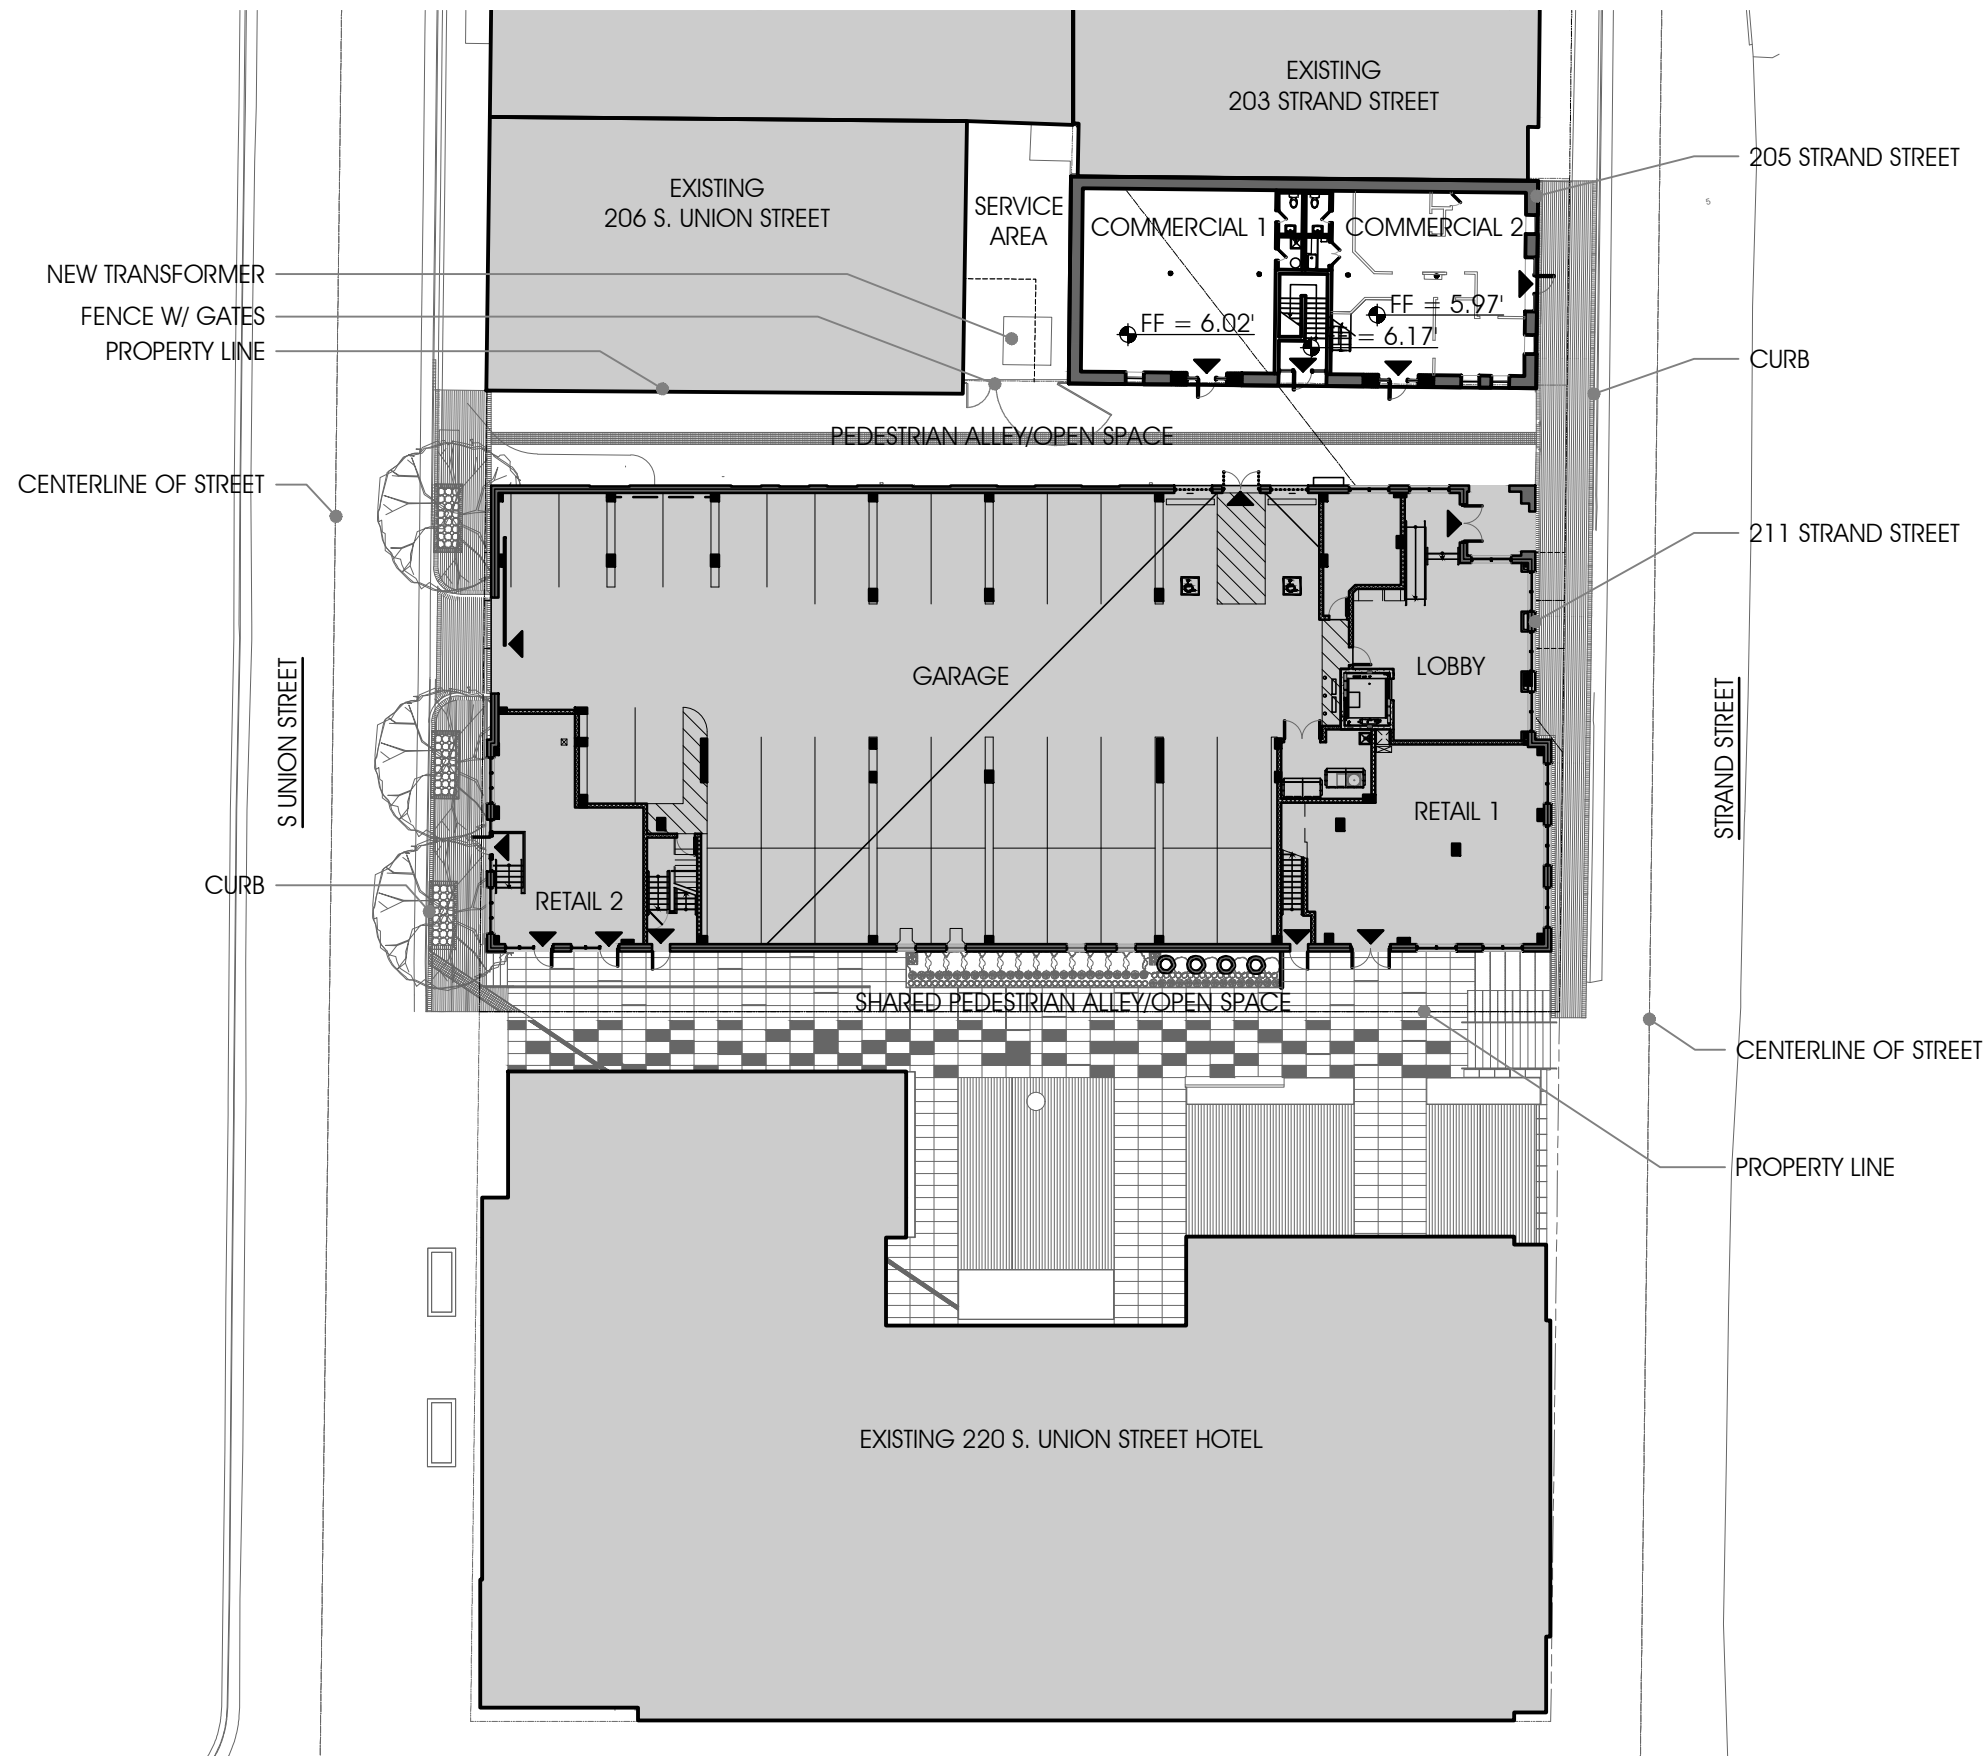 EXISTING
203 STRAND STREET
205 STRAND STREET
EXISTING
206 S. UNION STREET
SERVICE
AREA
COMMERCIAL 1
COMMERCIAL 2
NEW TRANSFORMER
FENCE W/ GATES
PROPERTY LINE
FF = 6.02'
FF = 5.97'
= 6.17'
CURB
PEDESTRIAN ALLEY/OPEN SPACE
CENTERLINE OF STREET
211 STRAND STREET
GARAGE
LOBBY
S UNION STREET
STRAND STREET
RETAIL 1
CURB
RETAIL 2
SHARED PEDESTRIAN ALLEY/OPEN SPACE
CENTERLINE OF STREET
PROPERTY LINE
EXISTING 220 S. UNION STREET HOTEL